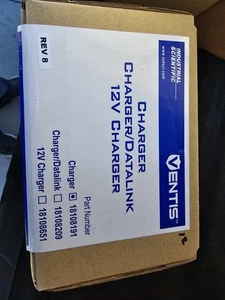 INDUSTRIAL
SCIENTIFIC
www.indsci.com
VENTIS™
CHARGER
CHARGER/DATALINK
12V CHARGER
Part Number
Charger 18108191
Charger/Datalink 18108209
12V Charger 18108651
REV 8